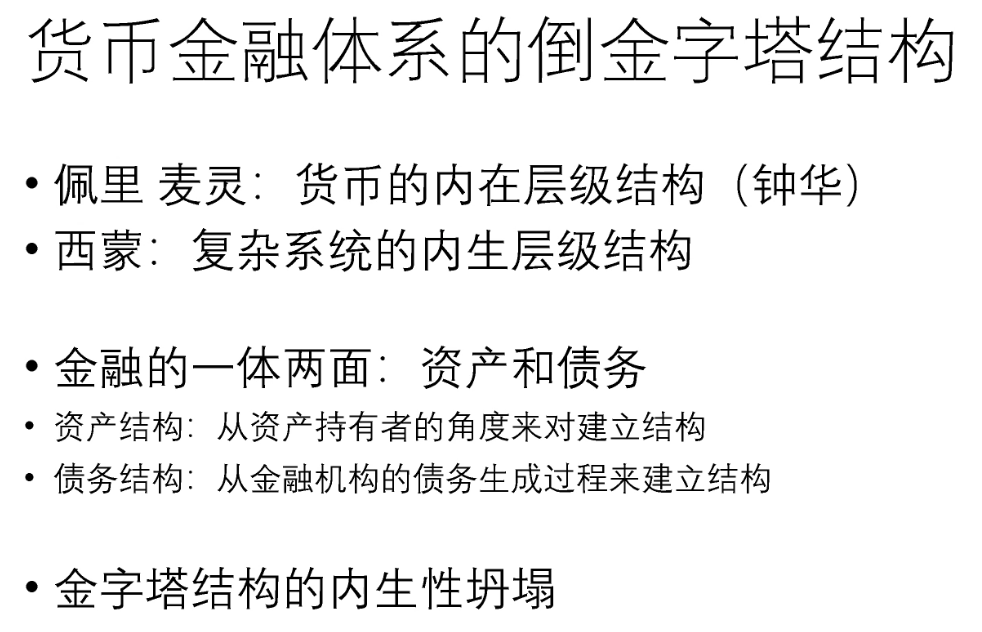 货币金融体系的倒金字塔结构
• 佩里 麦灵：货币的内在层级结构（钟华）
• 西蒙：复杂系统的内生层级结构
• 金融的一体两面：资产和债务
• 资产结构：从资产持有者的角度来对建立结构
• 债务结构：从金融机构的债务生成过程来建立结构
• 金字塔结构的内生性坍塌